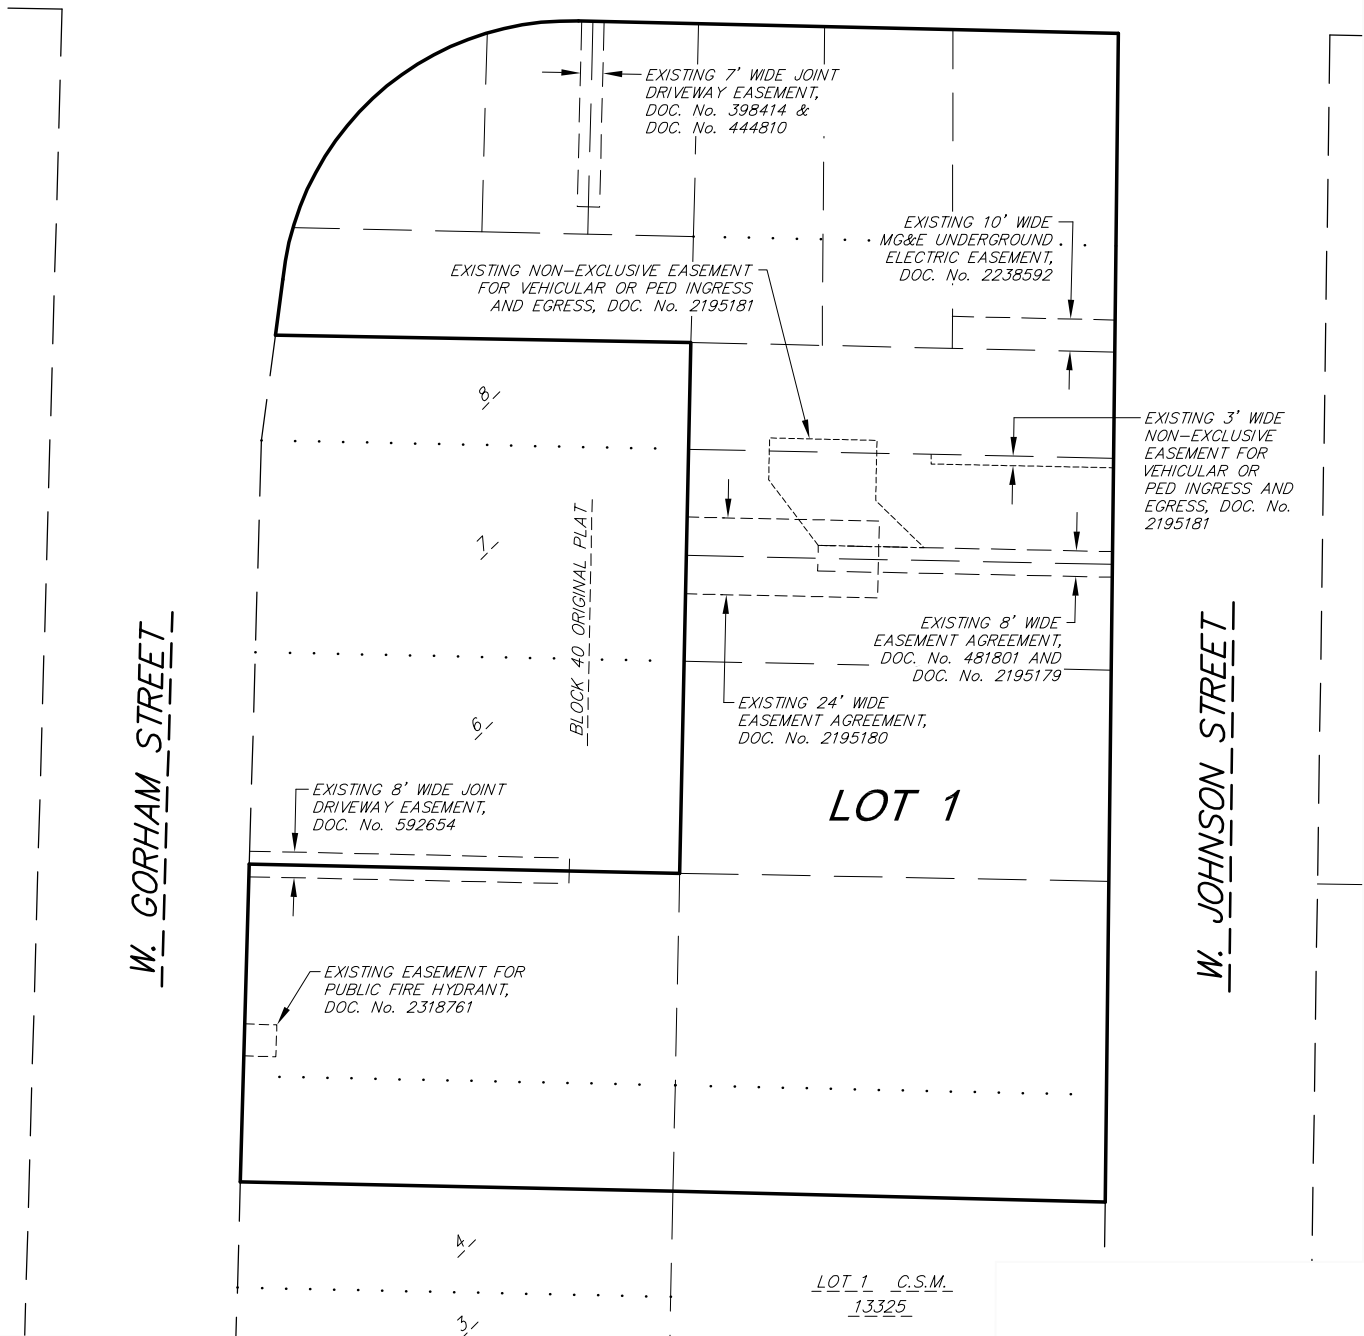 EXISTING 7' WIDE JOINT
DRIVEWAY EASEMENT,
DOC. No. 398414 &
DOC. No. 444810
EXISTING 10' WIDE
MG&E UNDERGROUND
ELECTRIC EASEMENT,
DOC. No. 2238592
EXISTING NON-EXCLUSIVE EASEMENT
FOR VEHICULAR OR PED INGRESS
AND EGRESS, DOC. No. 2195181
8
EXISTING 3' WIDE
NON-EXCLUSIVE
EASEMENT FOR
VEHICULAR OR
PED INGRESS AND
EGRESS, DOC. No.
2195181
7
BLOCK 40 ORIGINAL PLAT
EXISTING 8' WIDE
EASEMENT AGREEMENT,
DOC. No. 481801 AND
DOC. No. 2195179
W. GORHAM STREET
W. JOHNSON STREET
6
EXISTING 24' WIDE
EASEMENT AGREEMENT,
DOC. No. 2195180
EXISTING 8' WIDE JOINT
DRIVEWAY EASEMENT,
DOC. No. 592654
LOT 1
EXISTING EASEMENT FOR
PUBLIC FIRE HYDRANT,
DOC. No. 2318761
4
LOT 1 C.S.M.
13325
3